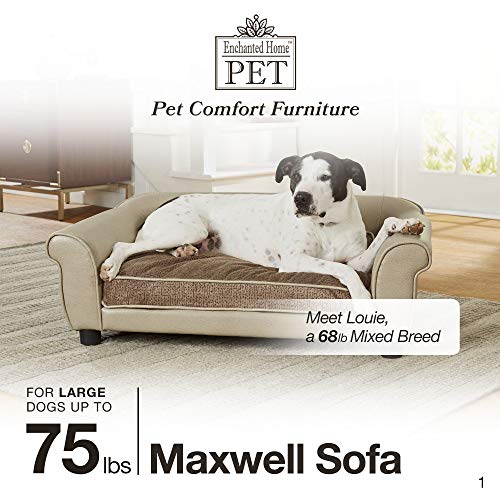 Enchanted Home™
PET
Pet Comfort Furniture
Meet Louie,
a 68lb Mixed Breed
FOR LARGE
DOGS UP TO
75lbs
Maxwell Sofa
1